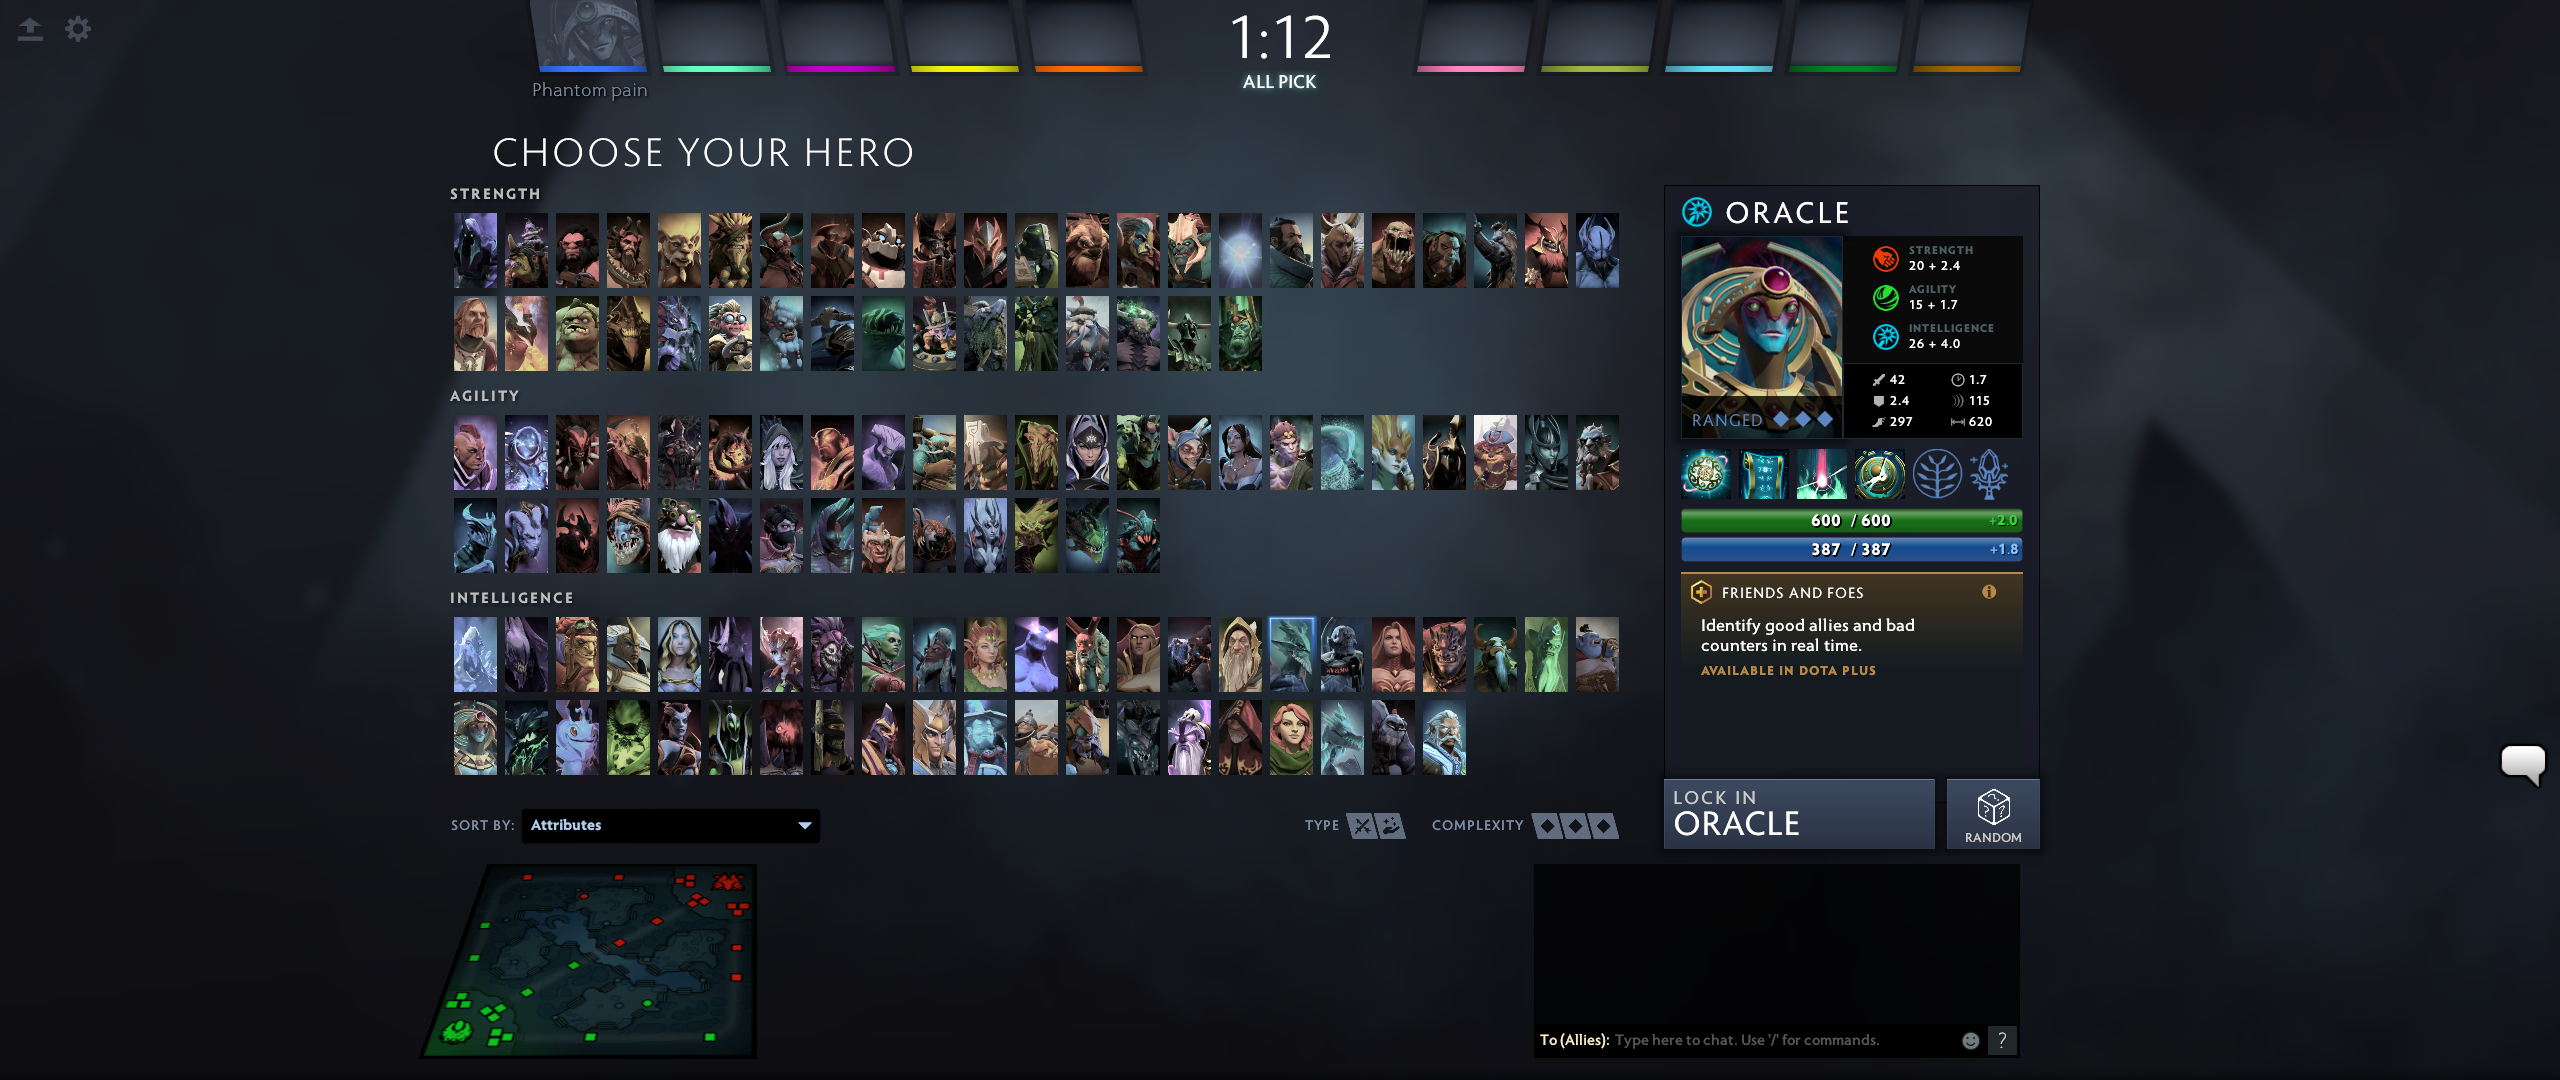 1:12
ALL PICK
Phantom pain
CHOOSE YOUR HERO
STRENGTH
AGILITY
INTELLIGENCE
ORACLE
STRENGTH
20 + 2.4
AGILITY
15 + 1.7
INTELLIGENCE
26 + 4.0
RANGED
42
1.7
2.4
115
297
620
600 / 600
+2.0
387 / 387
+1.8
FRIENDS AND FOES
Identify good allies and bad
counters in real time.
AVAILABLE IN DOTA PLUS
SORT BY: Attributes
TYPE
COMPLEXITY
LOCK IN
ORACLE
RANDOM
To (Allies): Type here to chat. Use '/' for commands.
?